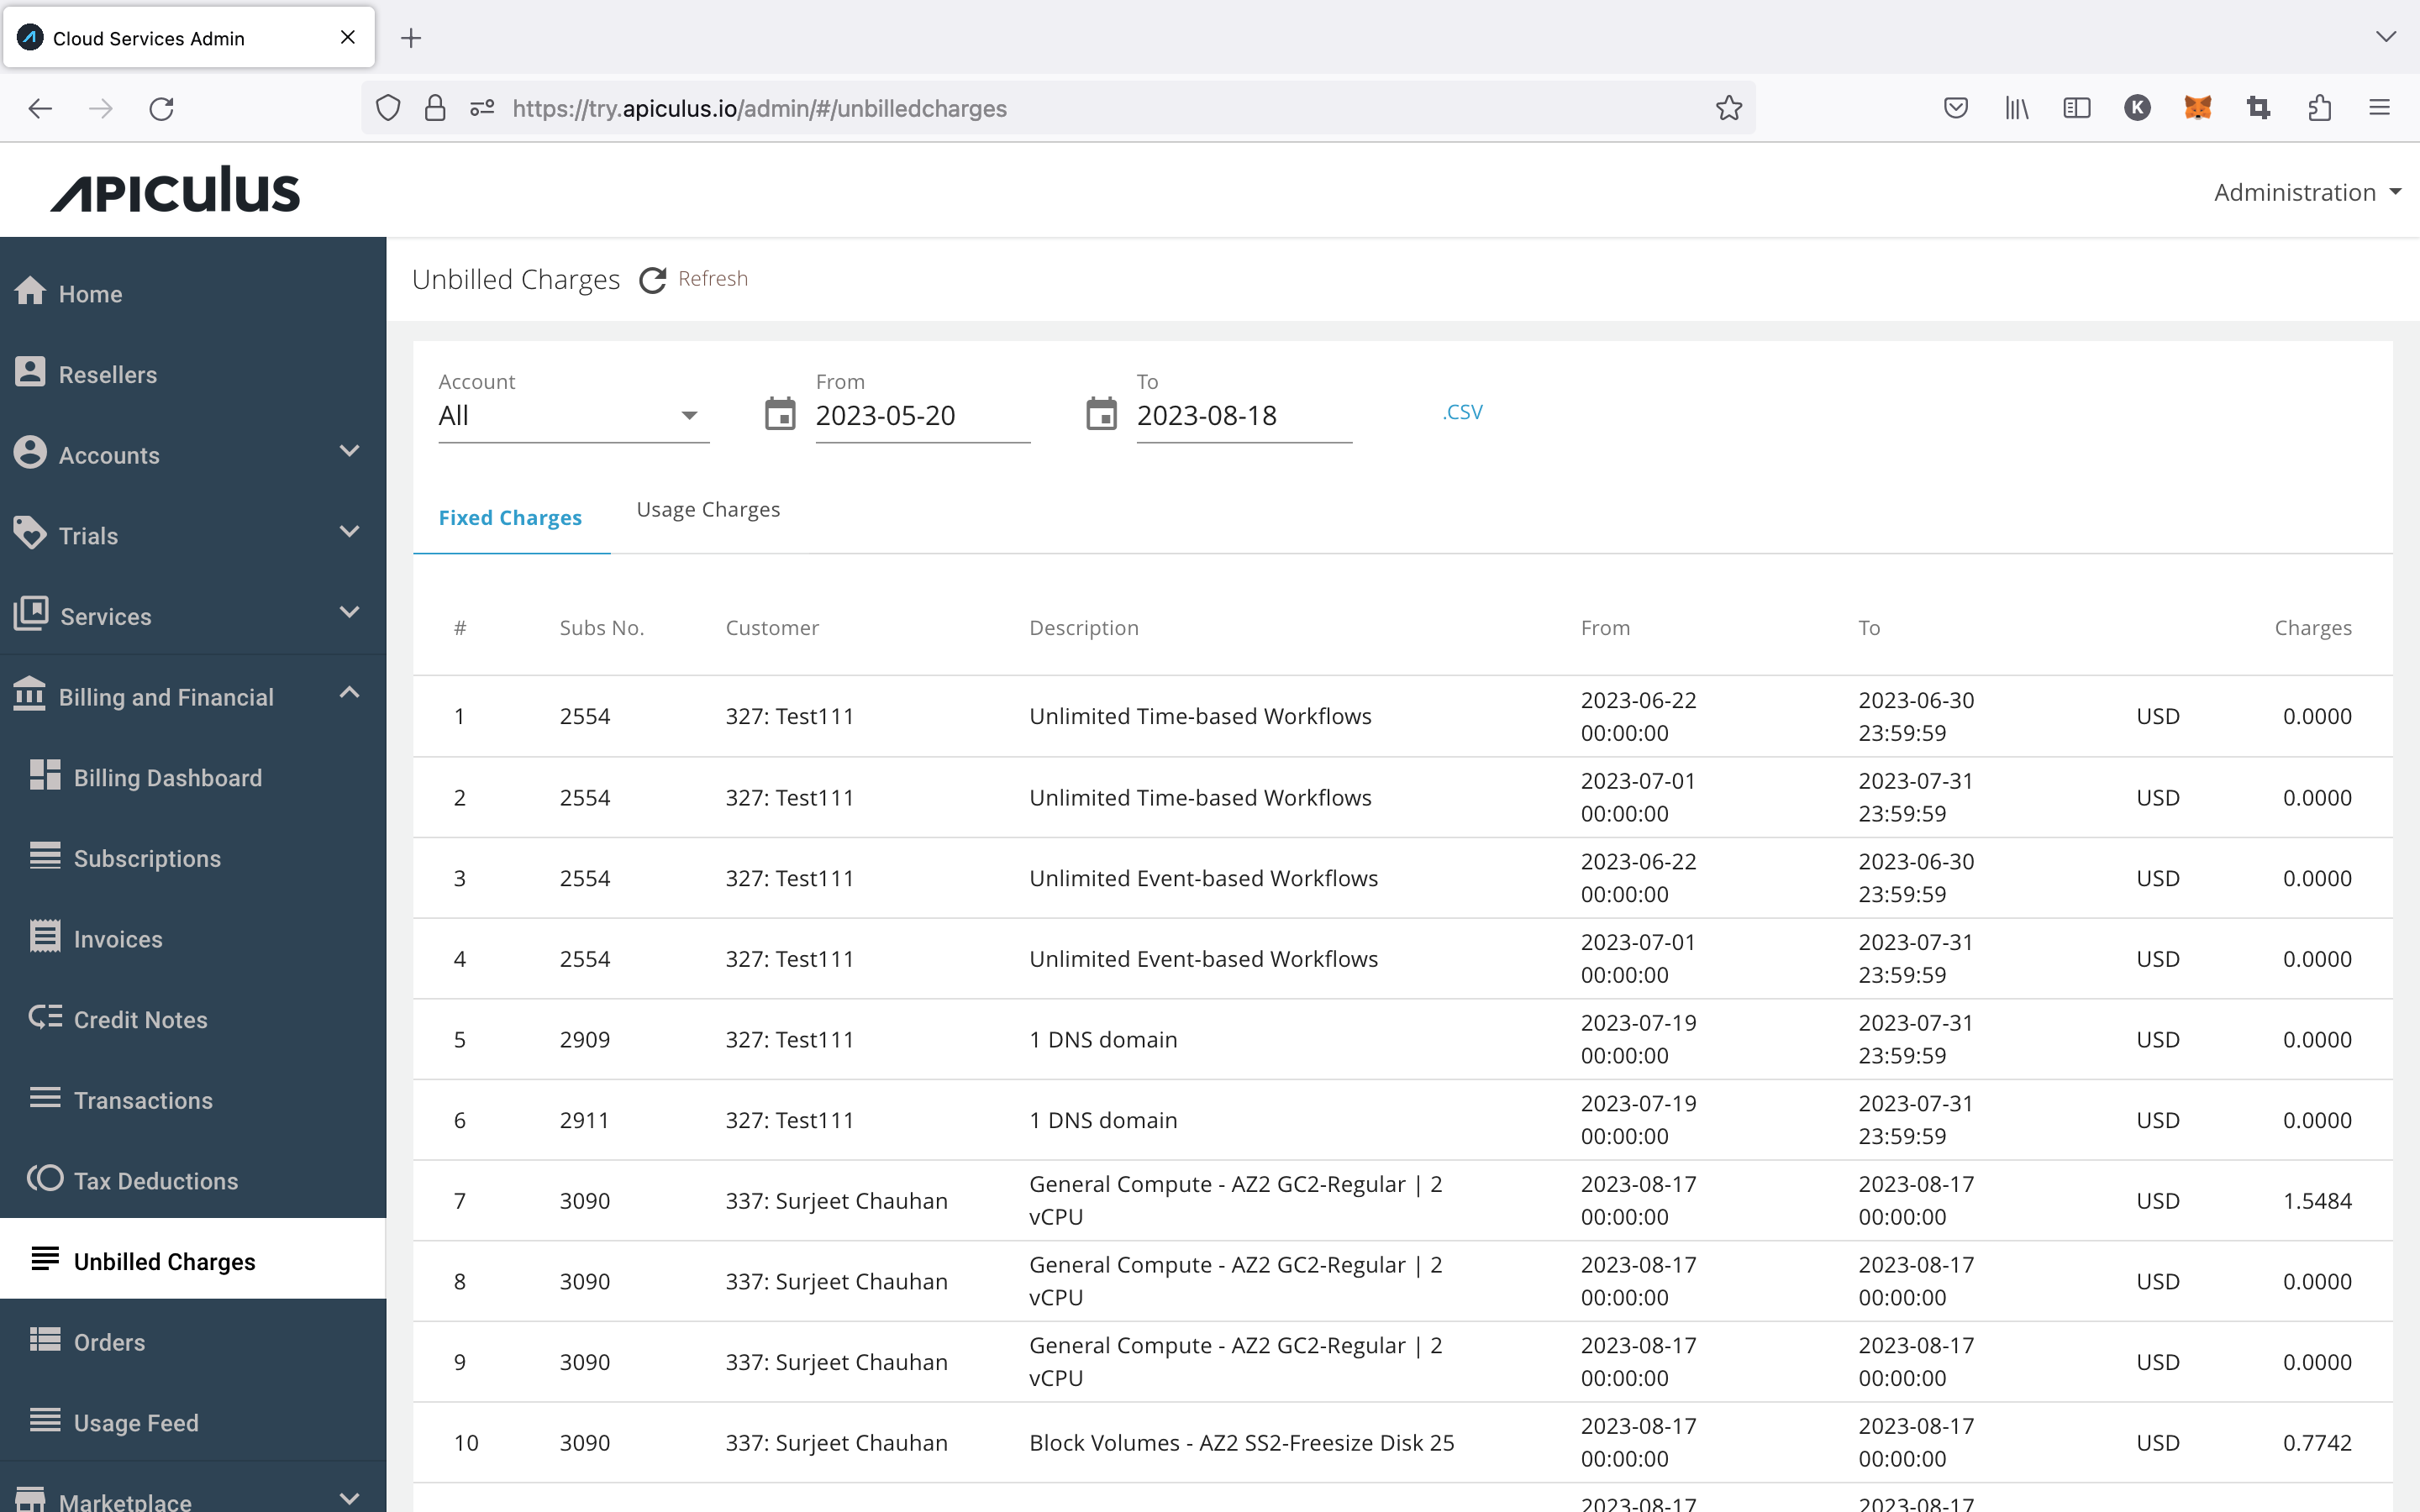 Cloud Services Admin
https://try.apiculus.io/admin/#/unbilledcharges
K
APICULUS
Administration
Home
Resellers
Accounts
Trials
Services
Billing and Financial
Billing Dashboard
Subscriptions
Invoices
Credit Notes
Transactions
Tax Deductions
Unbilled Charges
Orders
Usage Feed
Marketplace
Unbilled Charges Refresh
Account From To
All 2023-05-20 2023-08-18 .CSV
Fixed Charges Usage Charges
# Subs No. Customer Description From To Charges
1 2554 327: Test111 Unlimited Time-based Workflows 2023-06-22 00:00:00 2023-06-30 23:59:59 USD 0.0000
2 2554 327: Test111 Unlimited Time-based Workflows 2023-07-01 00:00:00 2023-07-31 23:59:59 USD 0.0000
3 2554 327: Test111 Unlimited Event-based Workflows 2023-06-22 00:00:00 2023-06-30 23:59:59 USD 0.0000
4 2554 327: Test111 Unlimited Event-based Workflows 2023-07-01 00:00:00 2023-07-31 23:59:59 USD 0.0000
5 2909 327: Test111 1 DNS domain 2023-07-19 00:00:00 2023-07-31 23:59:59 USD 0.0000
6 2911 327: Test111 1 DNS domain 2023-07-19 00:00:00 2023-07-31 23:59:59 USD 0.0000
7 3090 337: Surjeet Chauhan General Compute - AZ2 GC2-Regular | 2 vCPU 2023-08-17 00:00:00 2023-08-17 00:00:00 USD 1.5484
8 3090 337: Surjeet Chauhan General Compute - AZ2 GC2-Regular | 2 vCPU 2023-08-17 00:00:00 2023-08-17 00:00:00 USD 0.0000
9 3090 337: Surjeet Chauhan General Compute - AZ2 GC2-Regular | 2 vCPU 2023-08-17 00:00:00 2023-08-17 00:00:00 USD 0.0000
10 3090 337: Surjeet Chauhan Block Volumes - AZ2 SS2-Freesize Disk 25 2023-08-17 00:00:00 2023-08-17 00:00:00 USD 0.7742
2023-08-17 2023-08-17